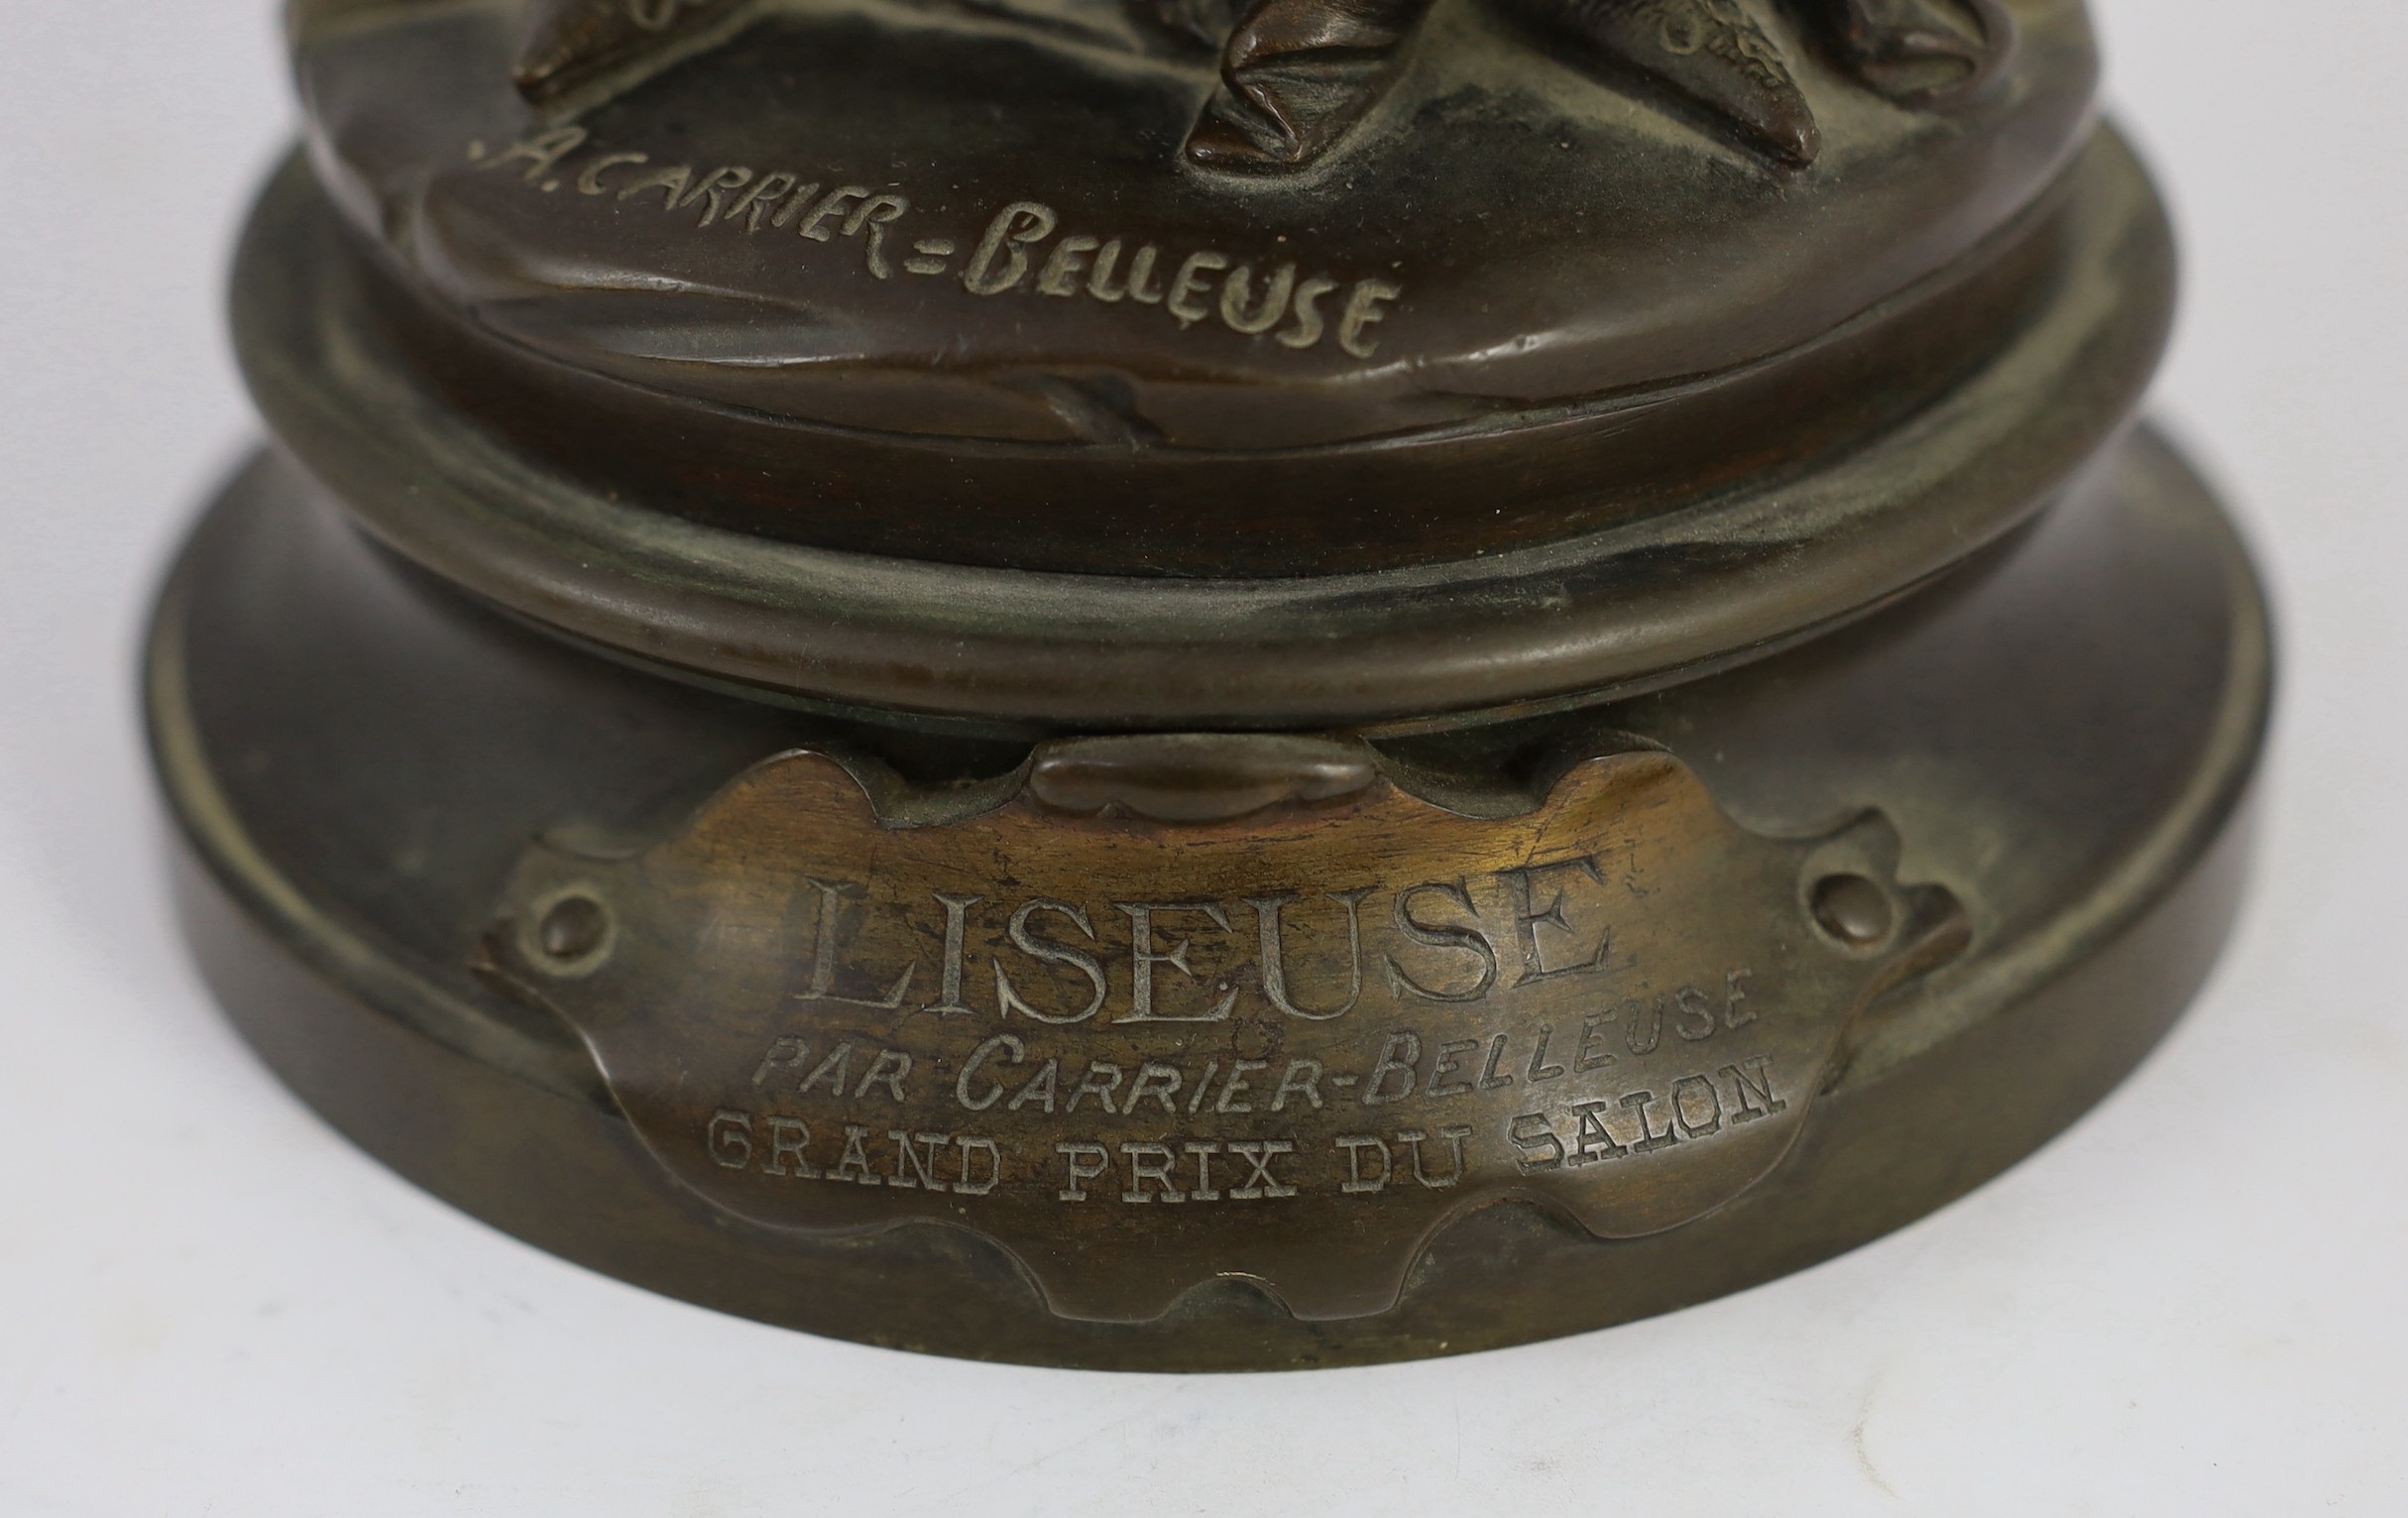 .A.CARRIER=BELLEUSE
LISEUSE
PAR CARRIER-BELLEUSE
GRAND PRIX DU SALON